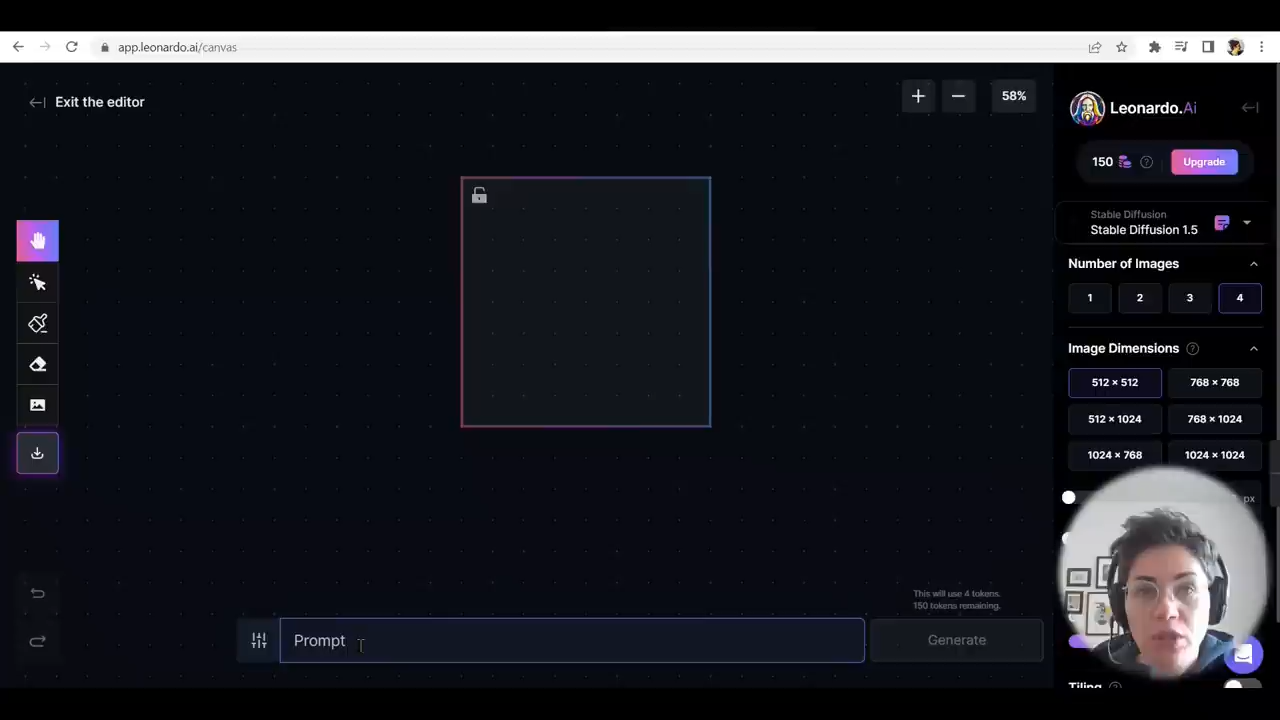 app.leonardo.ai/canvas
Exit the editor
58%
Leonardo.Ai
150
Upgrade
Stable Diffusion
Stable Diffusion 1.5
Number of Images
1 2 3 4
Image Dimensions
512 × 512 768 × 768
512 × 1024 768 × 1024
1024 × 768 1024 × 1024
px
This will use 4 tokens.
150 tokens remaining.
Prompt
Generate
Tiling